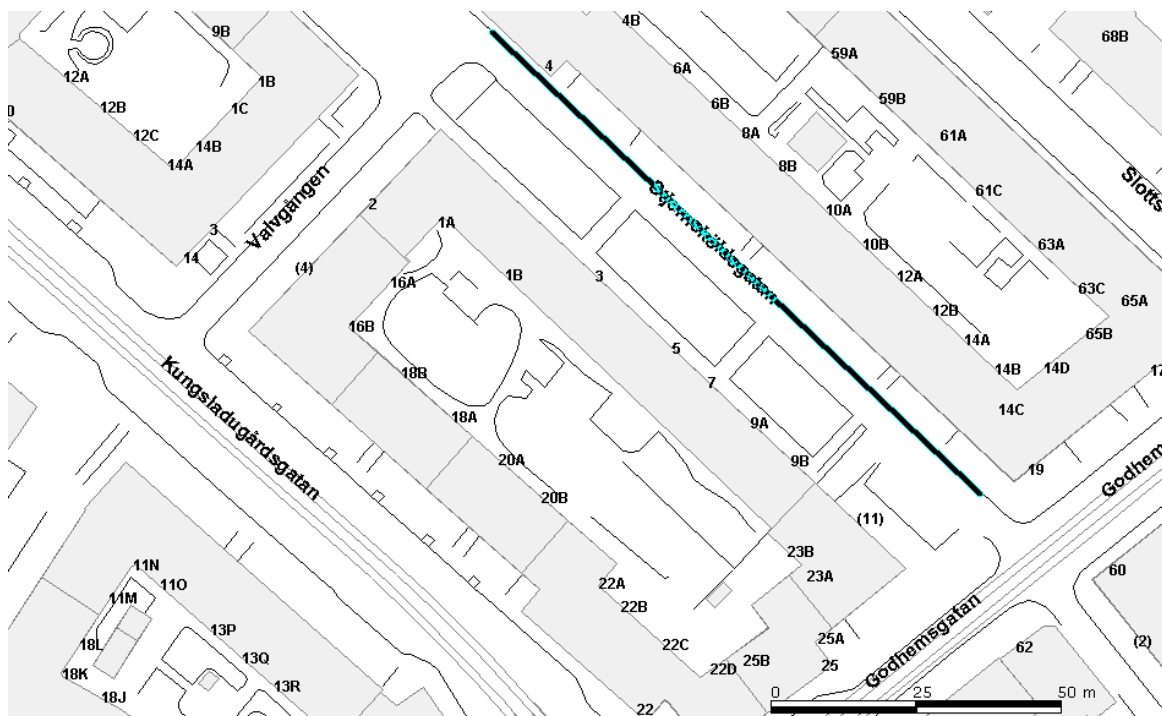 4B
68B
9B
59A
4
6A
12A
1B
59B
6B
12B
1C
8A
61A
12C
14B
14A
8B
Slotts
61C
Valvgången
2
10A
3
1A
10B
63A
14
(4)
16A
1B
3
12A
63C
65A
12D
16B
14A
65B
5
18B
7
14B
14D
17
Kungsladugårdsgatan
18A
9A
14C
20A
9B
19
Godhems
20B
(11)
23B
11N
11O
22A
23A
60
11M
22B
13P
Godhemsgatan
18L
22C
25A
(2)
62
13Q
22D
25B
25
18K
13R
18J
22
0 25 50 m